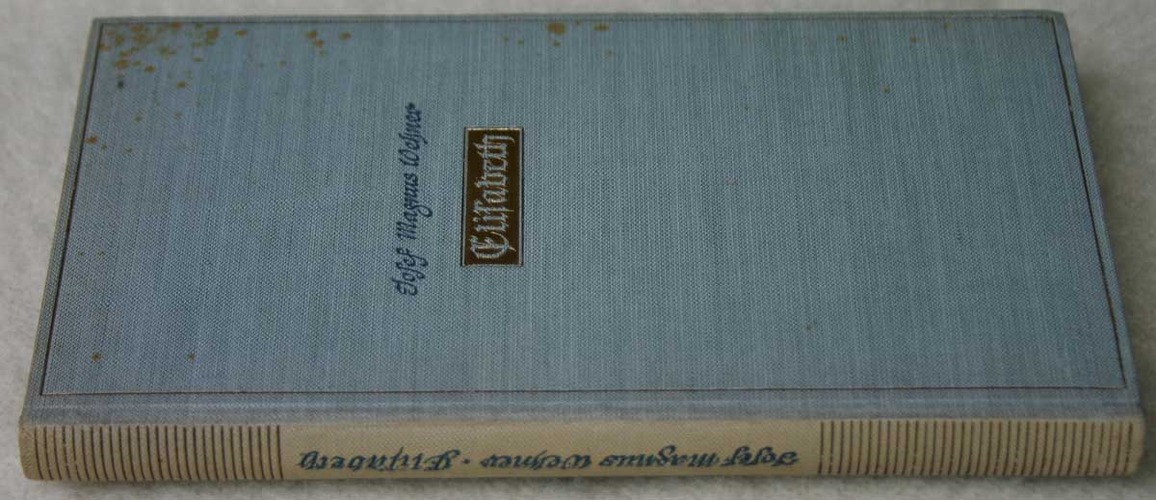 Josef Magnus Wehner
Elisabeth
Josef Magnus Wehner · Elisabeth